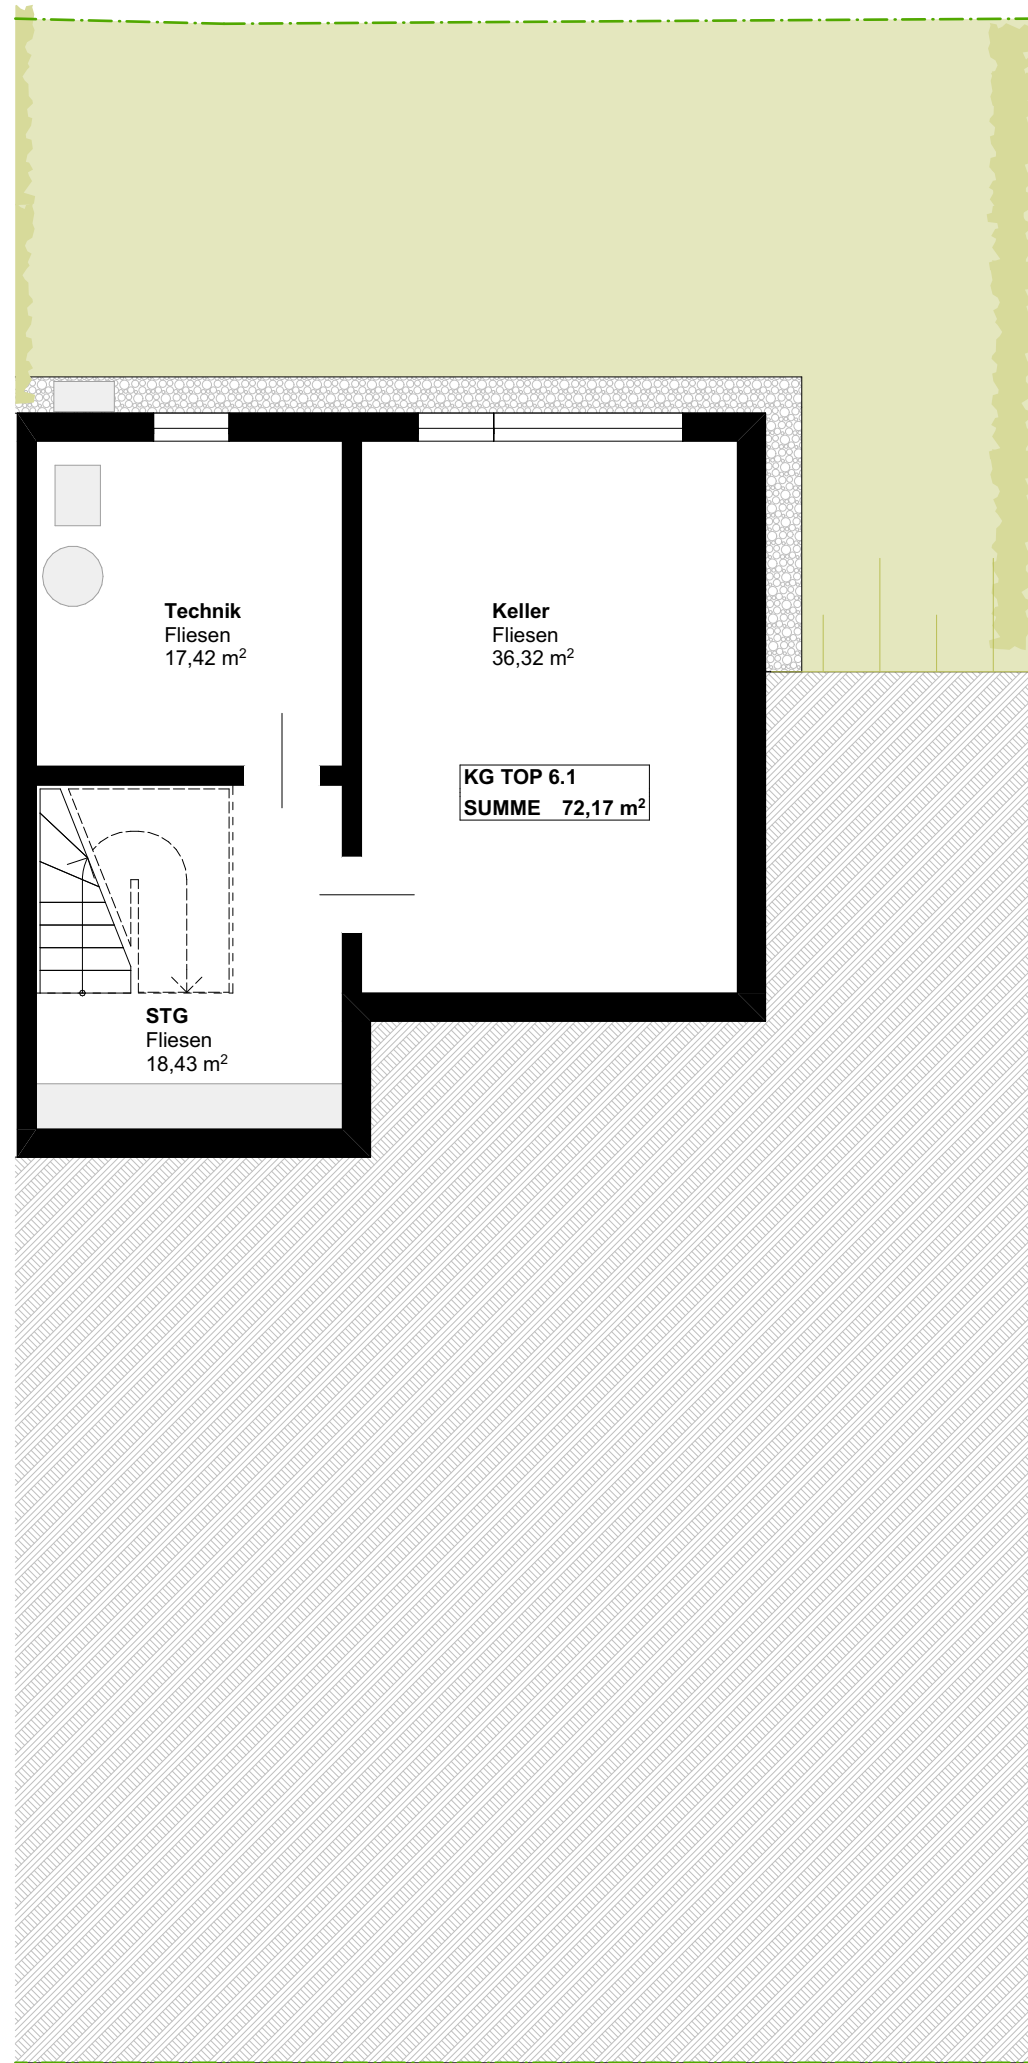 Technik
Fliesen
17,42 m²
Keller
Fliesen
36,32 m²
KG TOP 6.1
SUMME 72,17 m²
STG
Fliesen
18,43 m²